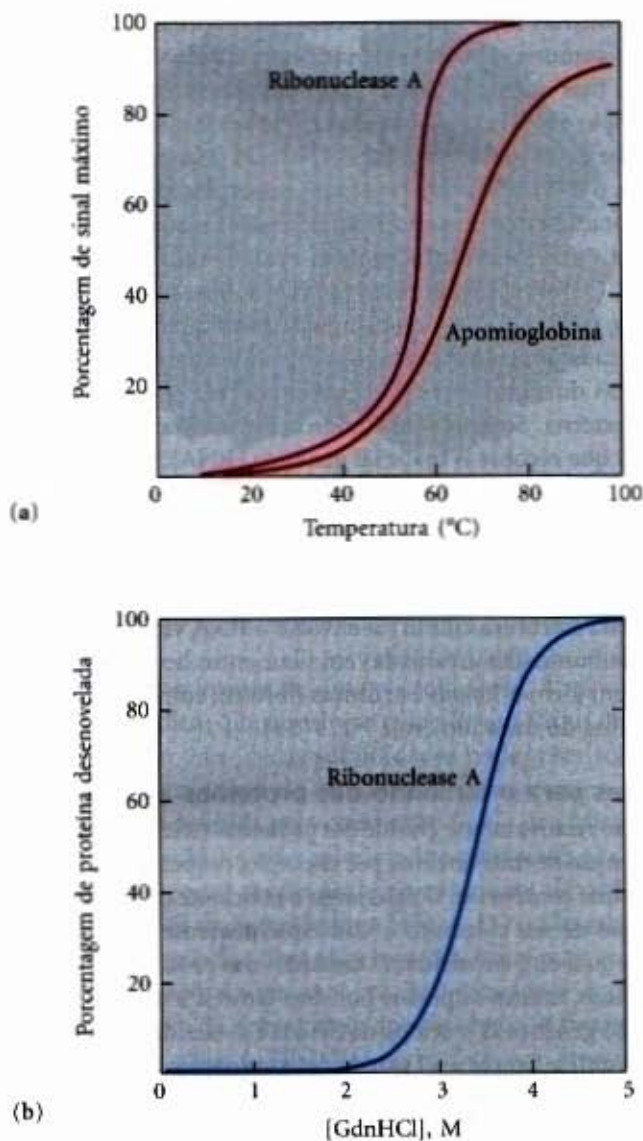 100
80
60
40
20
Porcentagem de sinal máximo
Ribonuclease A
Apomioglobina
0 20 40 60 80 100
Temperatura (°C)
(a)
100
80
60
40
20
Porcentagem de proteína desenovelada
Ribonuclease A
0 1 2 3 4 5
[GdnHCl], M
(b)